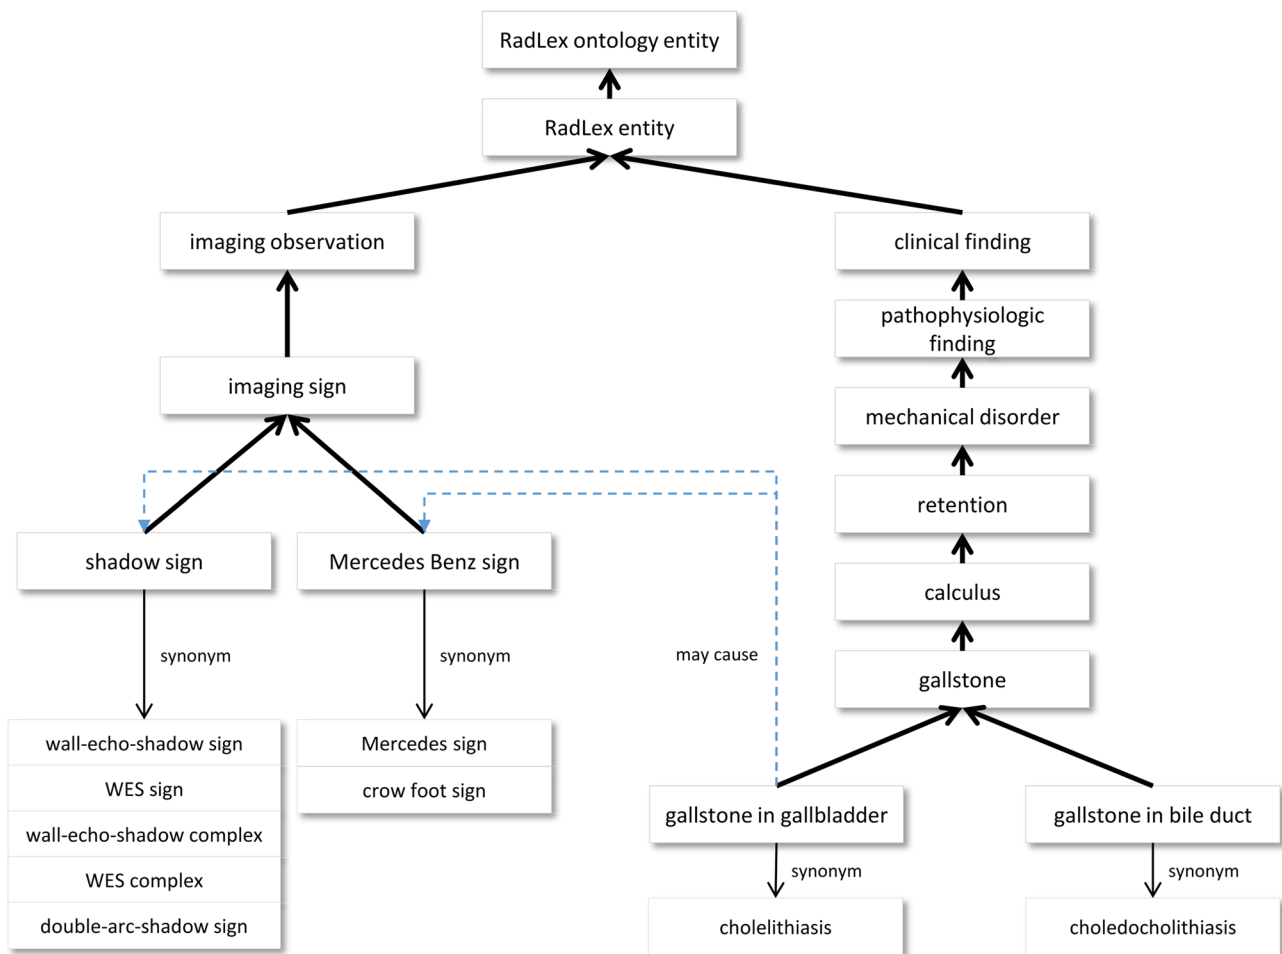 RadLex ontology entity
RadLex entity
imaging observation
clinical finding
pathophysiologic
finding
imaging sign
mechanical disorder
retention
shadow sign
Mercedes Benz sign
calculus
synonym
synonym
may cause
gallstone
wall-echo-shadow sign
WES sign
wall-echo-shadow complex
WES complex
double-arc-shadow sign
Mercedes sign
crow foot sign
gallstone in gallbladder
gallstone in bile duct
synonym
synonym
cholelithiasis
choledocholithiasis